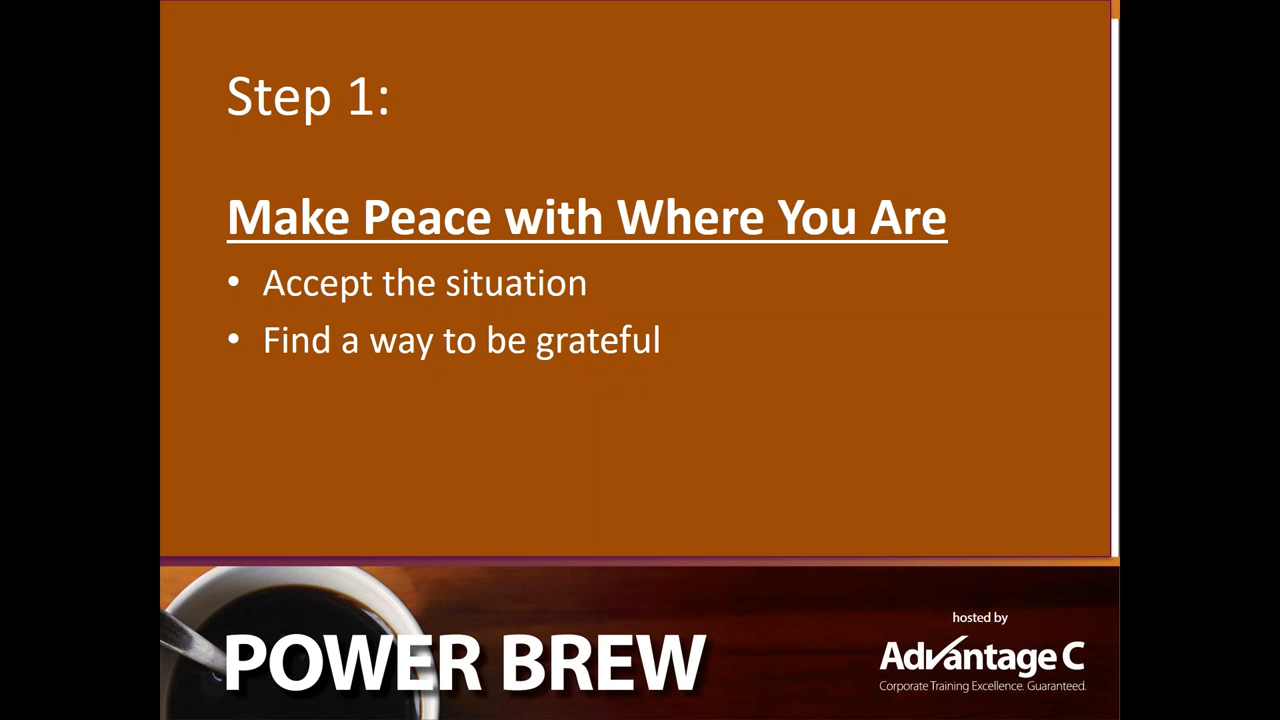 Step 1:
Make Peace with Where You Are
• Accept the situation
• Find a way to be grateful
POWER BREW
hosted by
Advantage C
Corporate Training Excellence. Guaranteed.